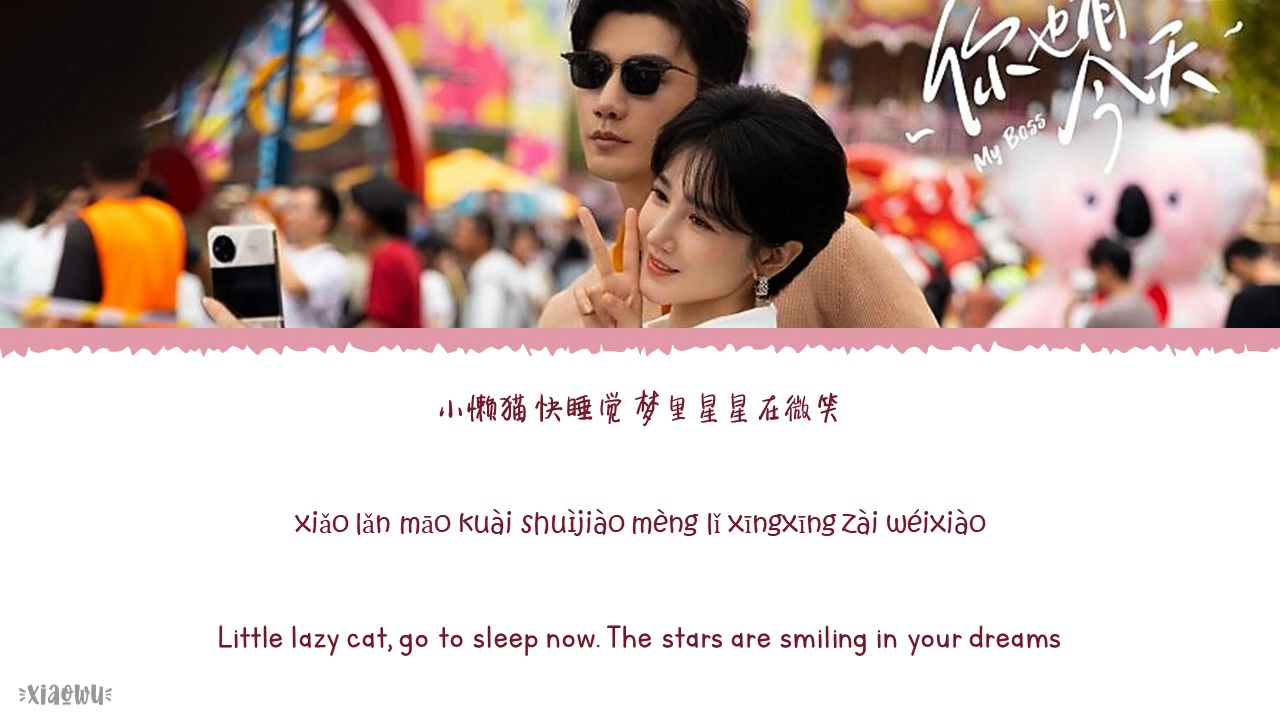 你也有今天
My Boss
小懒猫快睡觉 梦里星星在微笑
xiǎo lǎn māo kuài shuìjiào mèng lǐ xīngxīng zài wéixiào
Little lazy cat, go to sleep now. The stars are smiling in your dreams
xiaowu